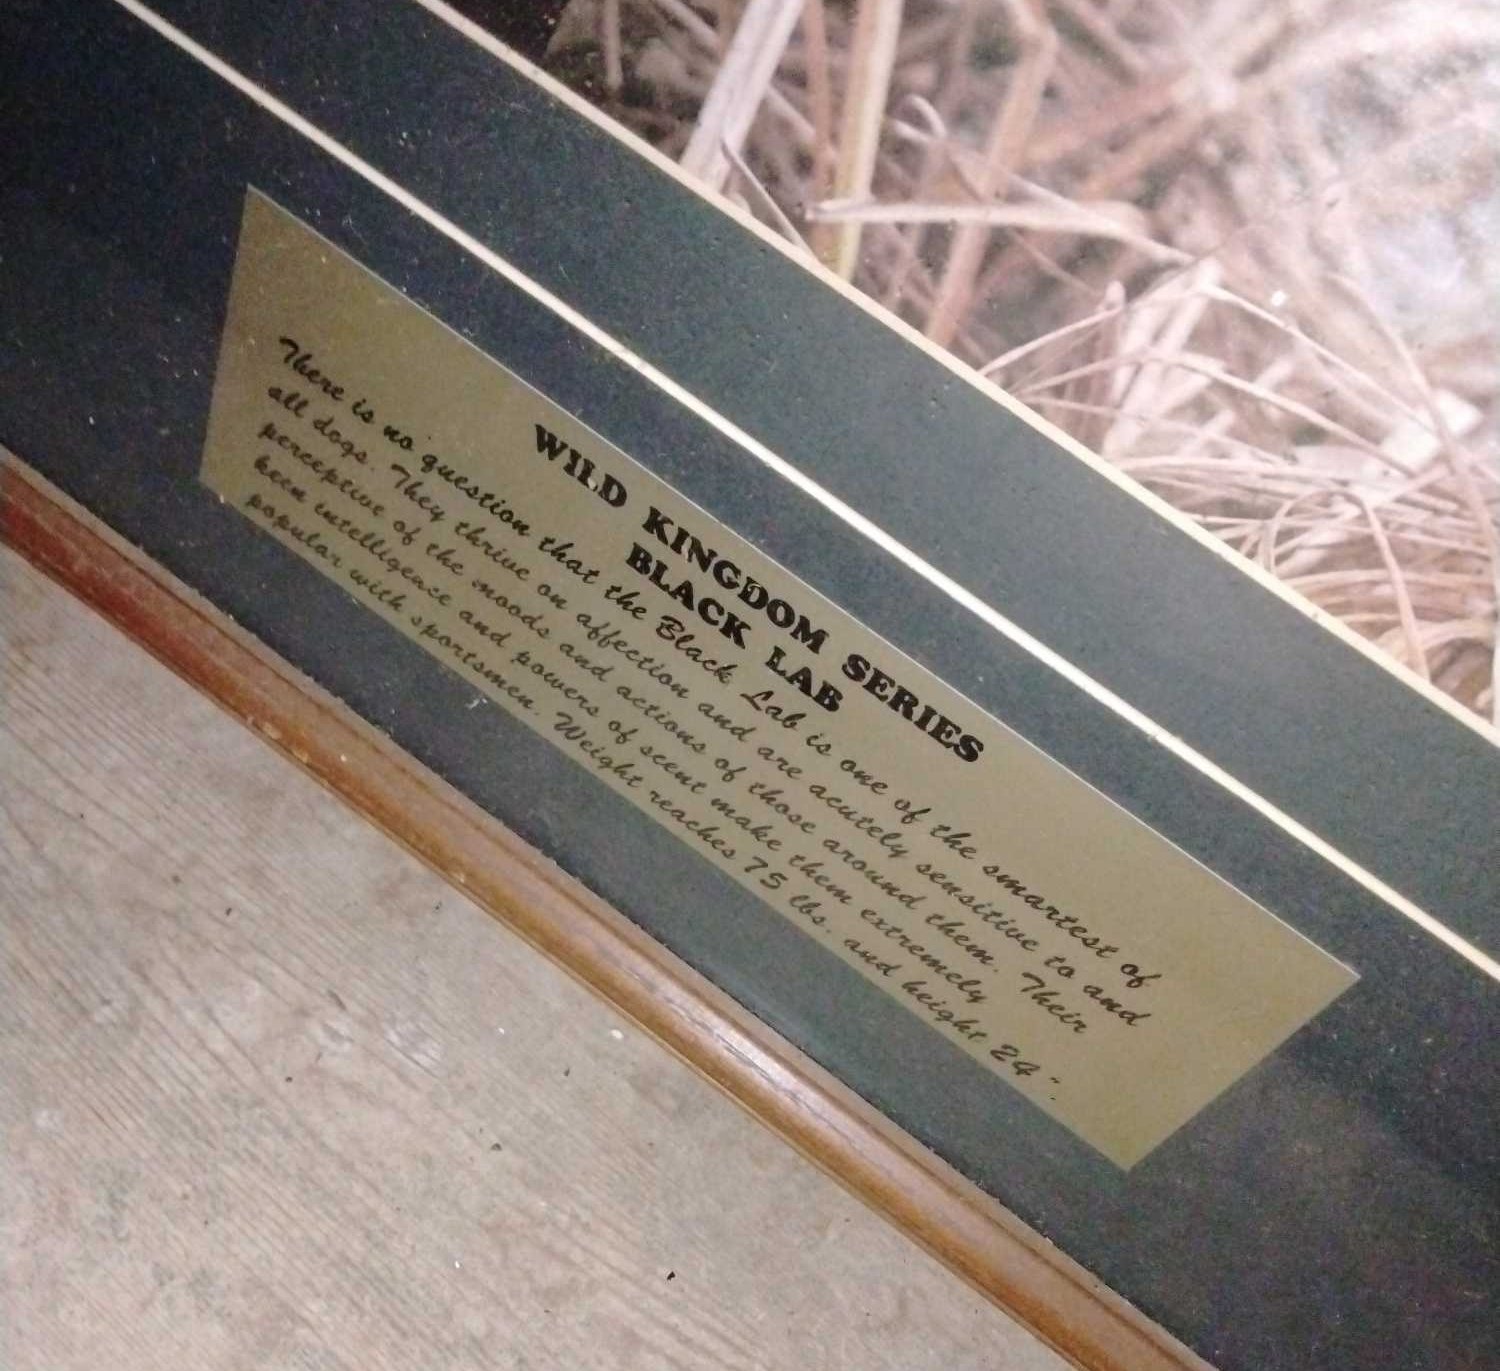 WILD KINGDOM SERIES
BLACK LAB
There is no question that the Black Lab is one of the smartest of
all dogs. They thrive on affection and are acutely sensitive to and
perceptive of the moods and actions of those around them. Their
keen intelligence and powers of scent make them extremely
popular with sportsmen. Weight reaches 75 lbs. and height 24".